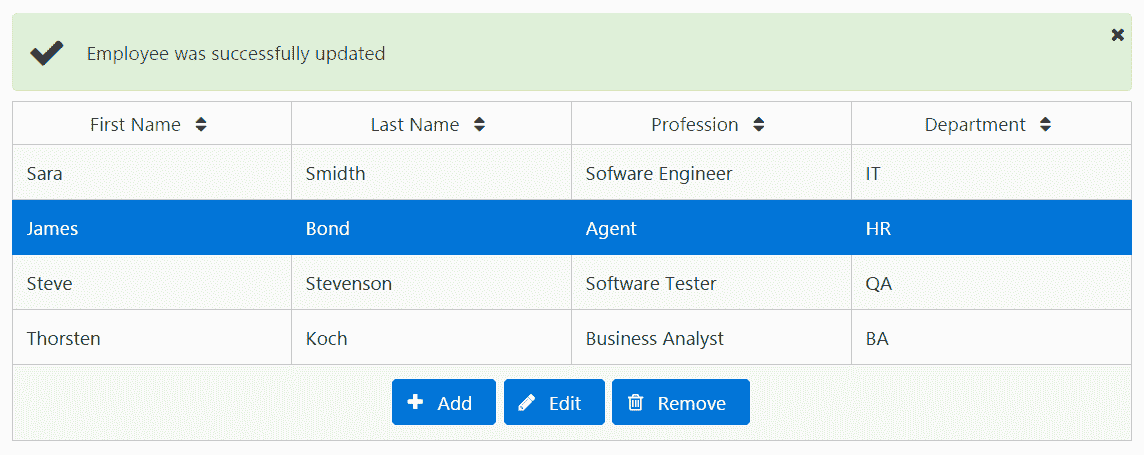 Employee was successfully updated
First Name Last Name Profession Department
Sara Smidth Sofware Engineer IT
James Bond Agent HR
Steve Stevenson Software Tester QA
Thorsten Koch Business Analyst BA
Add Edit Remove